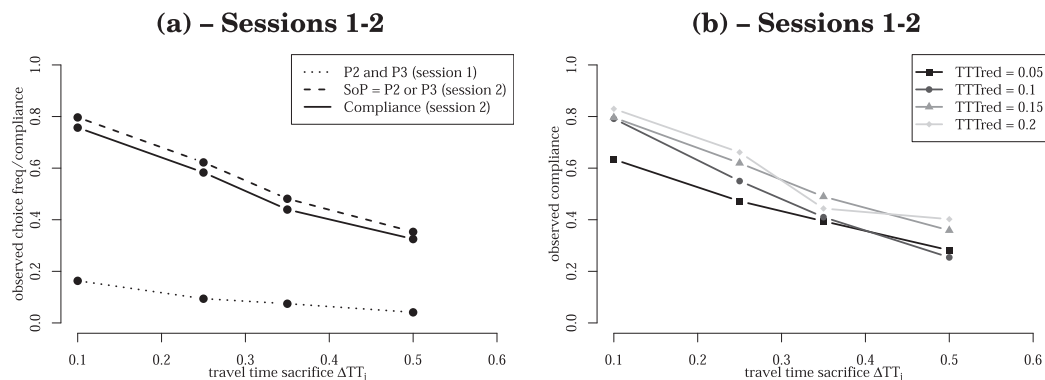 (a) – Sessions 1-2
P2 and P3 (session 1)
SoP = P2 or P3 (session 2)
Compliance (session 2)
observed choice freq/compliance
0.0 0.2 0.4 0.6 0.8 1.0
0.1 0.2 0.3 0.4 0.5 0.6
travel time sacrifice ΔTTi
(b) – Sessions 1-2
TTTred = 0.05
TTTred = 0.1
TTTred = 0.15
TTTred = 0.2
observed compliance
0.0 0.2 0.4 0.6 0.8 1.0
0.1 0.2 0.3 0.4 0.5 0.6
travel time sacrifice ΔTTi